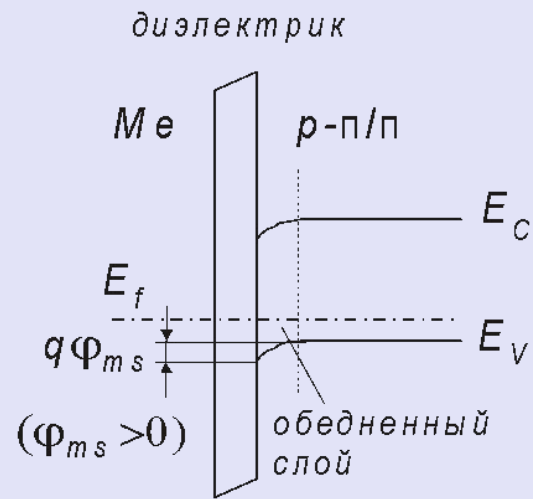 диэлектрик
Me p-п/п
E_C
E_f
qφ_ms E_V
(φ_ms >0) обедненный
слой